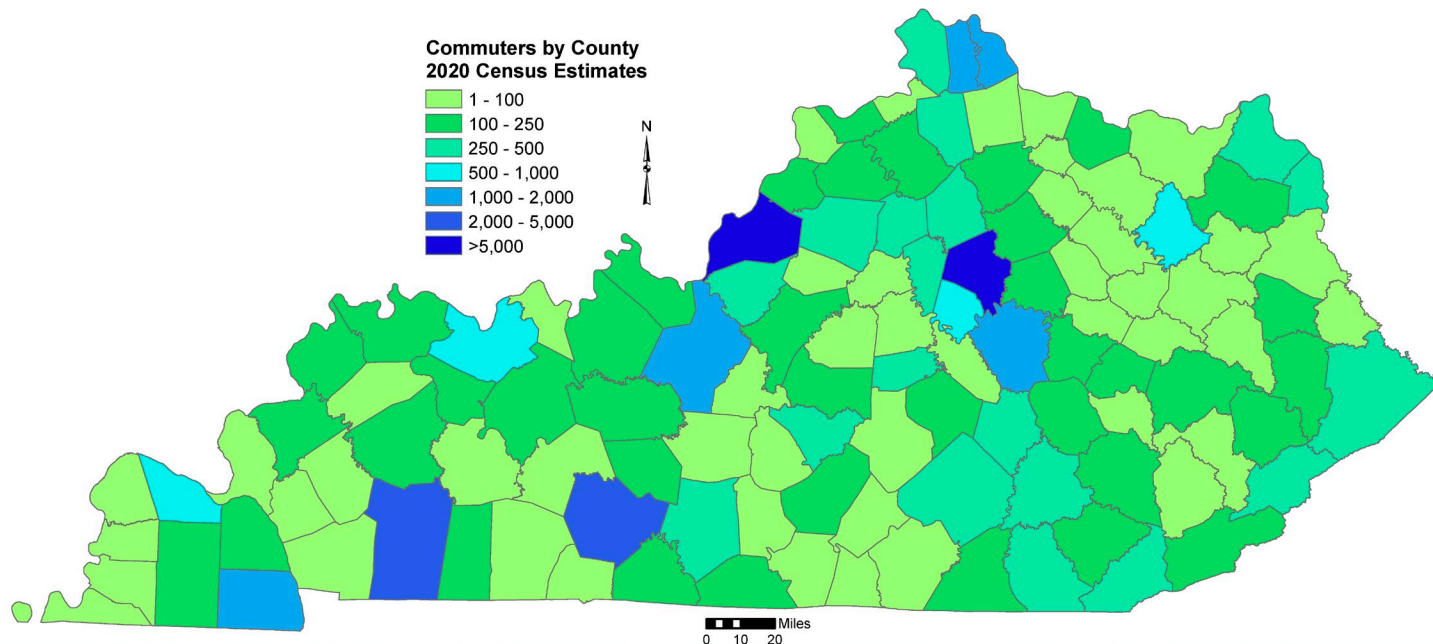 Commuters by County
2020 Census Estimates
1 - 100
100 - 250
250 - 500
500 - 1,000
1,000 - 2,000
2,000 - 5,000
>5,000
N
Miles
0 10 20